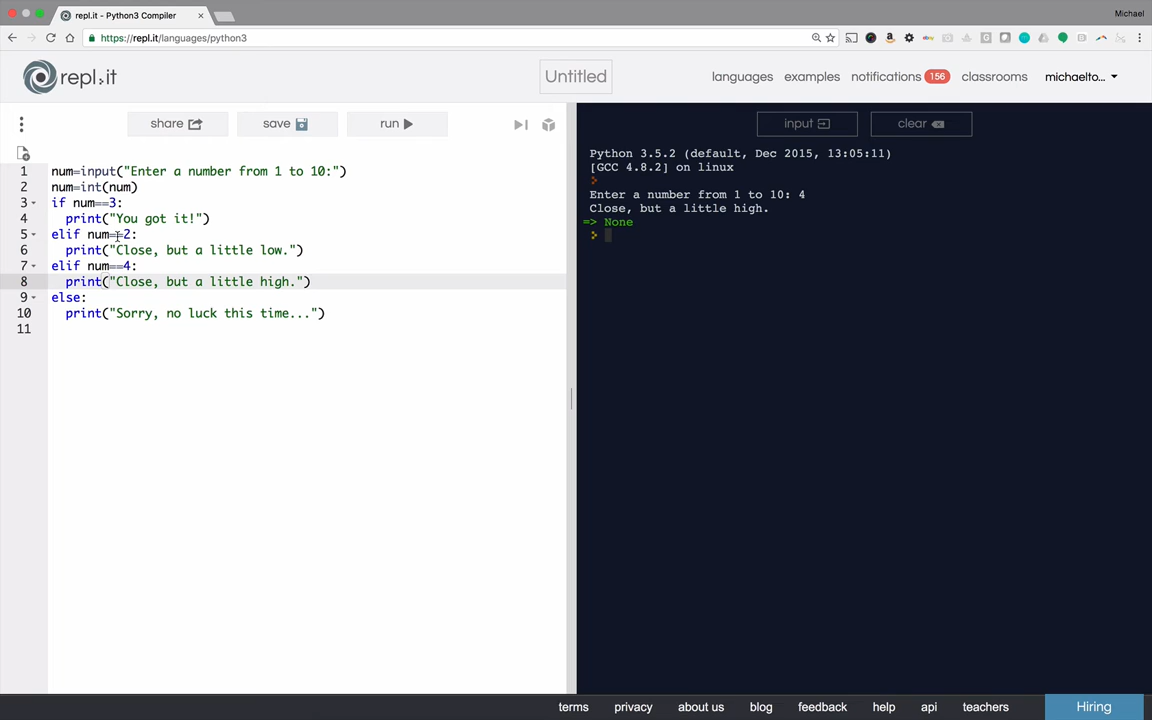 repl.it - Python3 Compiler
Michael
https://repl.it/languages/python3
repl.it
Untitled
languages examples notifications 156 classrooms michaelto...
share save run
input clear
1 num=input("Enter a number from 1 to 10:")
2 num=int(num)
3 if num==3:
4 print("You got it!")
5 elif num==2:
6 print("Close, but a little low.")
7 elif num==4:
8 print("Close, but a little high.")
9 else:
10 print("Sorry, no luck this time...")
11
Python 3.5.2 (default, Dec 2015, 13:05:11)
[GCC 4.8.2] on linux
Enter a number from 1 to 10: 4
Close, but a little high.
=> None
terms privacy about us blog feedback help api teachers Hiring